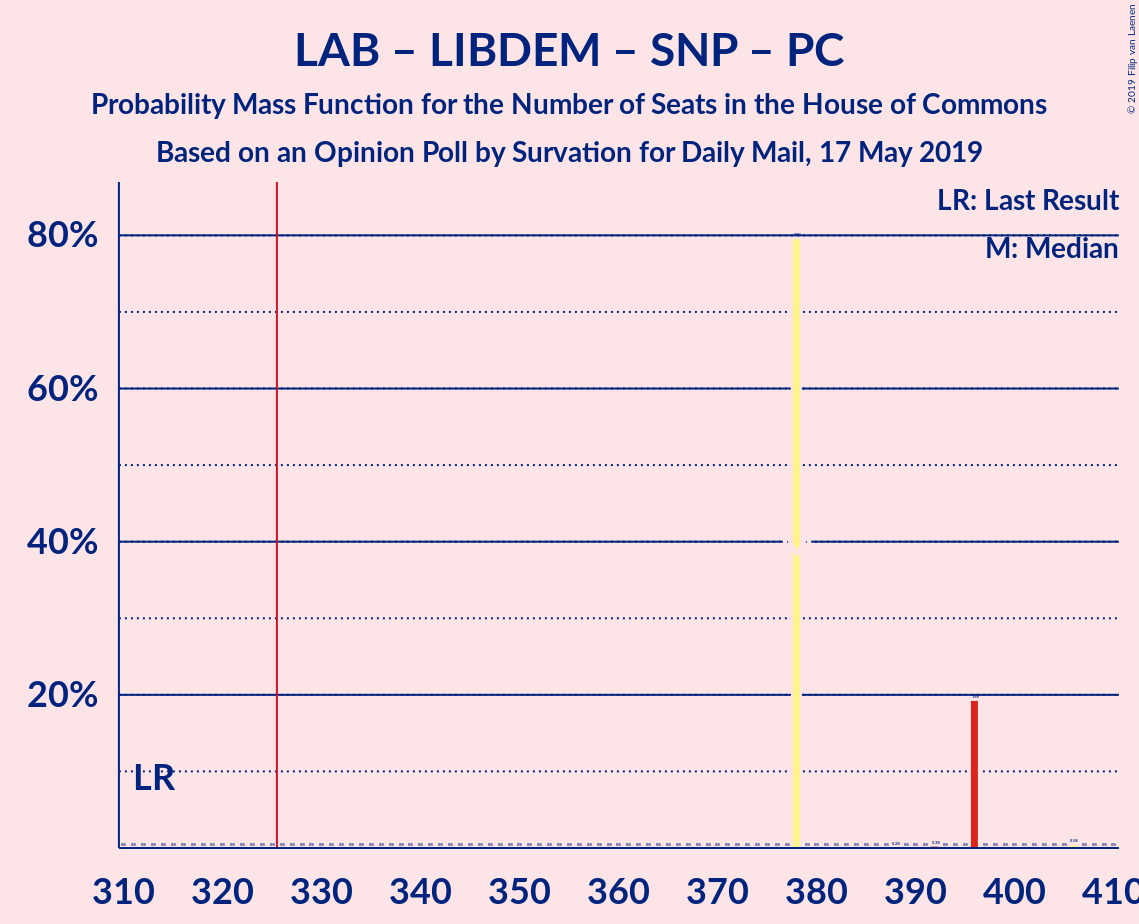 LAB – LIBDEM – SNP – PC
Probability Mass Function for the Number of Seats in the House of Commons
Based on an Opinion Poll by Survation for Daily Mail, 17 May 2019
© 2019 Filip van Laenen
LR: Last Result
M: Median
80%
60%
40%
20%
LR
310 320 330 340 350 360 370 380 390 400 410